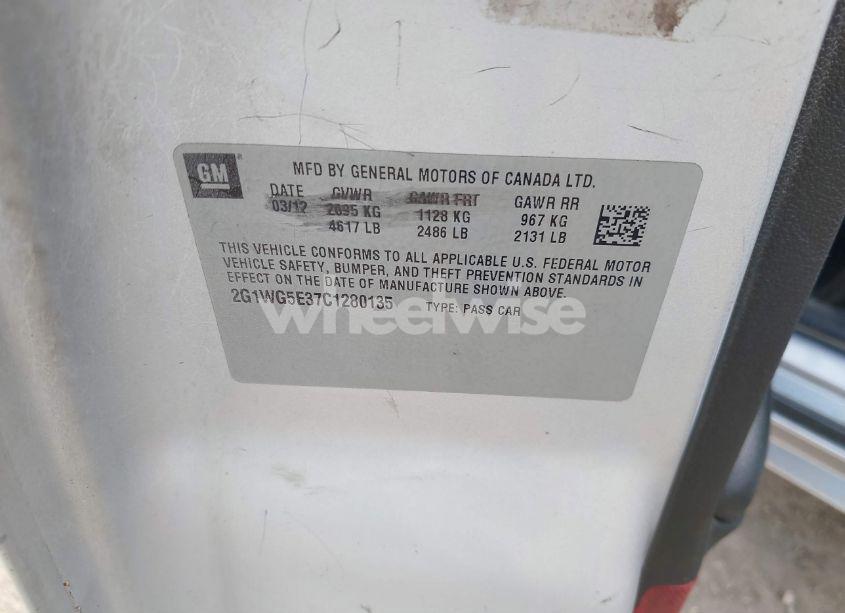 GM
MFD BY GENERAL MOTORS OF CANADA LTD.
DATE GVWR GAWR FRT GAWR RR
03/12 2095 KG 1128 KG 967 KG
4617 LB 2486 LB 2131 LB
THIS VEHICLE CONFORMS TO ALL APPLICABLE U.S. FEDERAL MOTOR
VEHICLE SAFETY, BUMPER, AND THEFT PREVENTION STANDARDS IN
EFFECT ON THE DATE OF MANUFACTURE SHOWN ABOVE.
2G1WG5E37C1280135 TYPE: PASS CAR
wheelwise